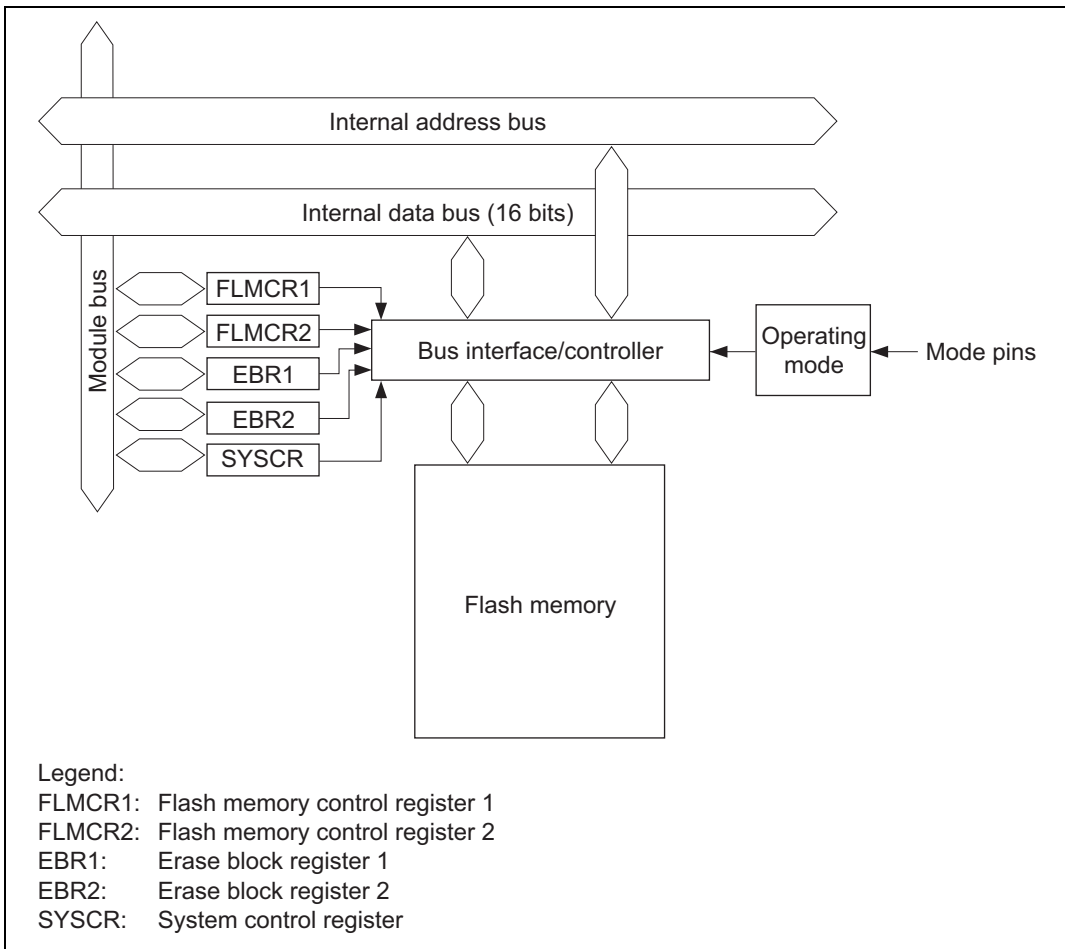 Internal address bus
Internal data bus (16 bits)
Module bus
FLMCR1
FLMCR2
EBR1
EBR2
SYSCR
Bus interface/controller
Operating
mode
Mode pins
Flash memory
Legend:
FLMCR1: Flash memory control register 1
FLMCR2: Flash memory control register 2
EBR1: Erase block register 1
EBR2: Erase block register 2
SYSCR: System control register